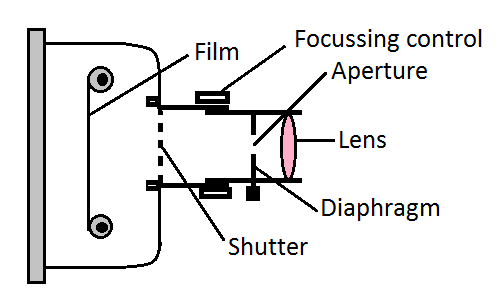 Film
Focussing control
Aperture
Lens
Diaphragm
Shutter